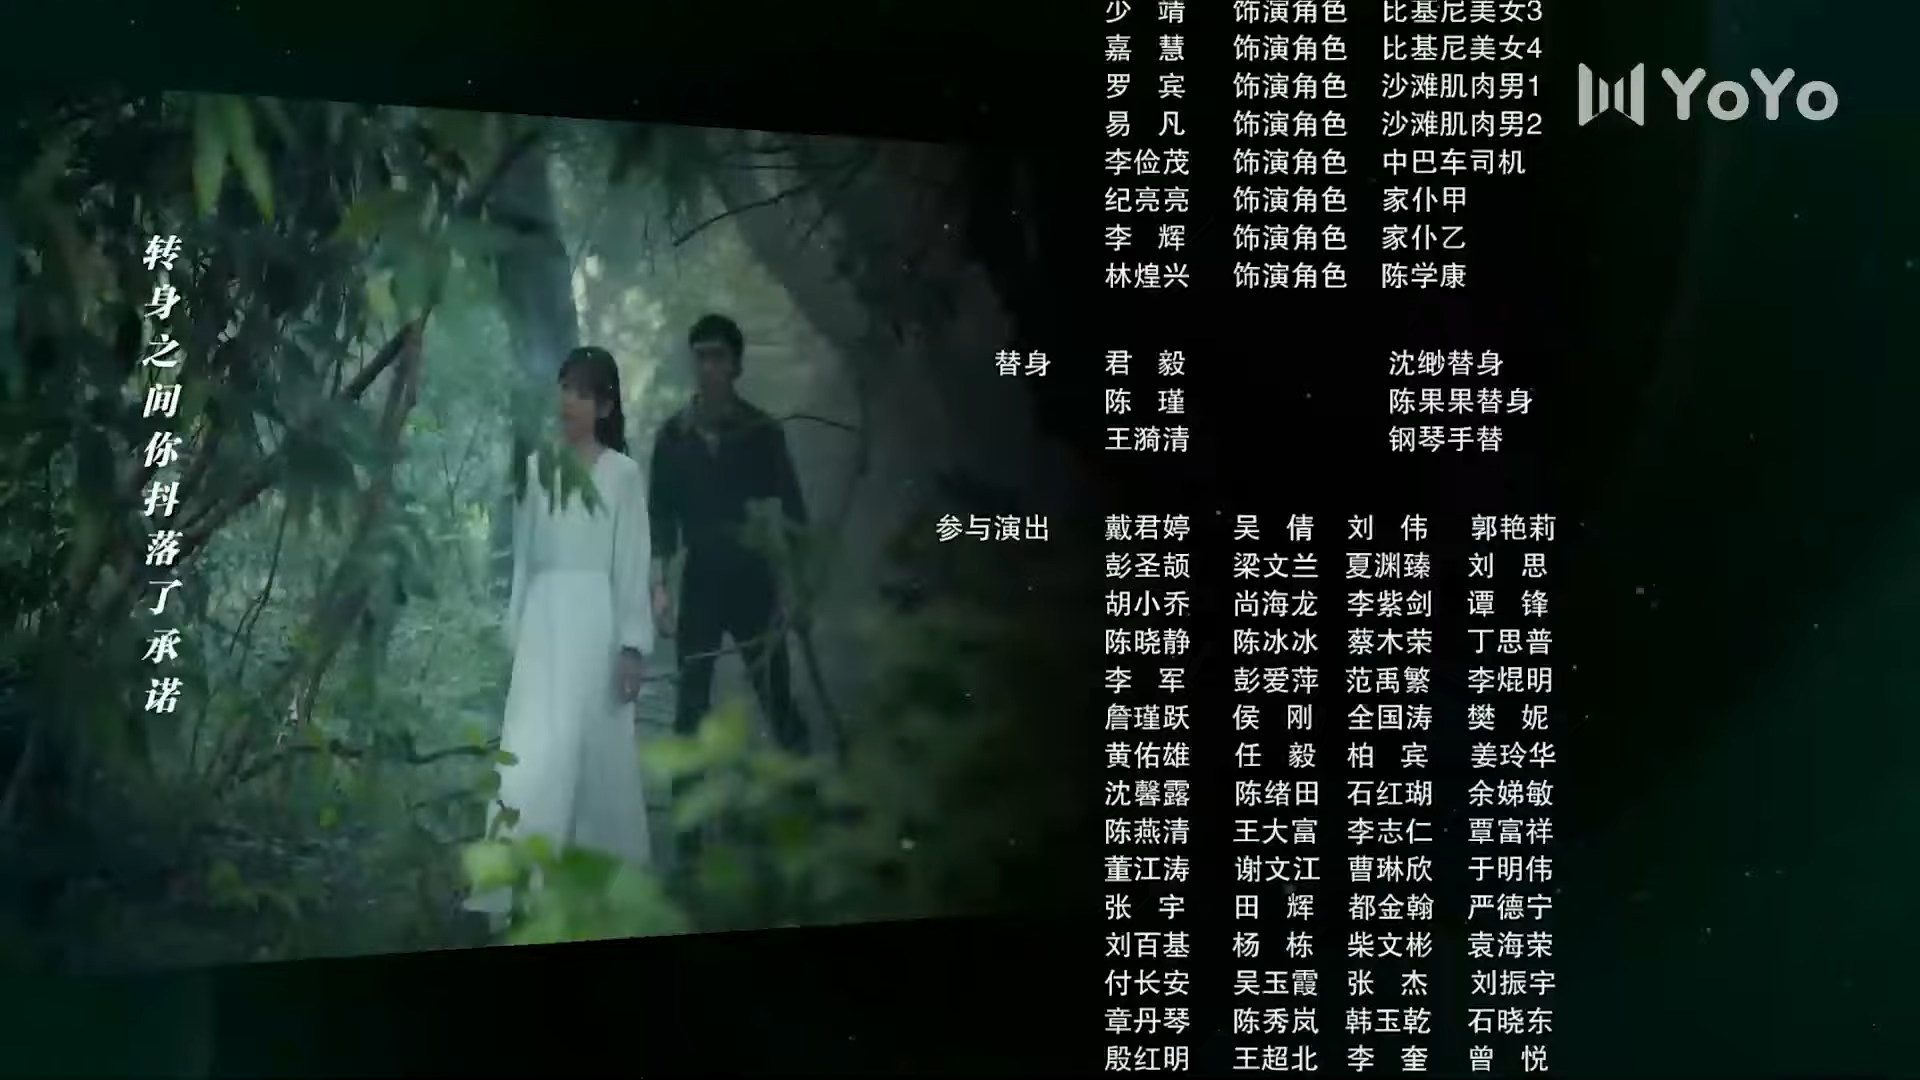 转身之间你抖落了承诺
少 靖 饰演角色 比基尼美女3
嘉 慧 饰演角色 比基尼美女4
罗 宾 饰演角色 沙滩肌肉男1
易 凡 饰演角色 沙滩肌肉男2
李俭茂 饰演角色 中巴车司机
纪亮亮 饰演角色 家仆甲
李 辉 饰演角色 家仆乙
林煌兴 饰演角色 陈学康
替身 君 毅 沈缈替身
陈 瑾 陈果果替身
王漪清 钢琴手替
参与演出 戴君婷 吴 倩 刘 伟 郭艳莉
彭圣颉 梁文兰 夏渊臻 刘 思
胡小乔 尚海龙 李紫剑 谭 锋
陈晓静 陈冰冰 蔡木荣 丁思普
李 军 彭爱萍 范禹繁 李焜明
詹瑾跃 侯 刚 全国涛 樊 妮
黄佑雄 任 毅 柏 宾 姜玲华
沈馨露 陈绪田 石红瑚 余娣敏
陈燕清 王大富 李志仁 覃富祥
董江涛 谢文江 曹琳欣 于明伟
张 宇 田 辉 都金翰 严德宁
刘百基 杨 栋 柴文彬 袁海荣
付长安 吴玉霞 张 杰 刘振宇
章丹琴 陈秀岚 韩玉乾 石晓东
殷红明 王超北 李 奎 曾 悦
YoYo